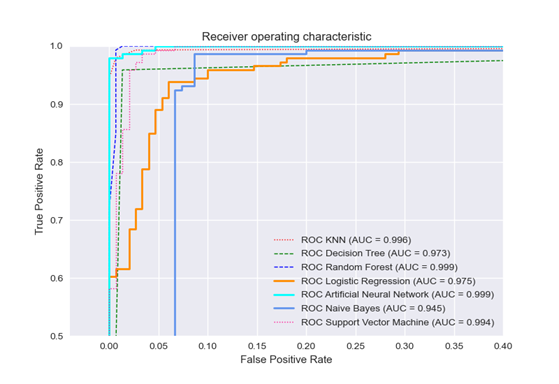 Receiver operating characteristic
1.0
0.9
0.8
0.7
0.6
0.5
True Positive Rate
ROC KNN (AUC = 0.996)
ROC Decision Tree (AUC = 0.973)
ROC Random Forest (AUC = 0.999)
ROC Logistic Regression (AUC = 0.975)
ROC Artificial Neural Network (AUC = 0.999)
ROC Naive Bayes (AUC = 0.945)
ROC Support Vector Machine (AUC = 0.994)
0.00 0.05 0.10 0.15 0.20 0.25 0.30 0.35 0.40
False Positive Rate